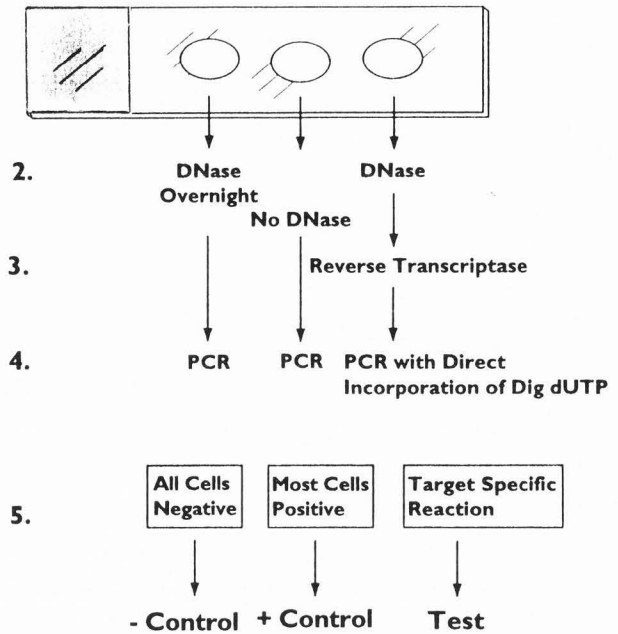 2.
DNase
Overnight
DNase
No DNase
3.
Reverse Transcriptase
4.
PCR
PCR
PCR with Direct
Incorporation of Dig dUTP
5.
All Cells
Negative
Most Cells
Positive
Target Specific
Reaction
- Control
+ Control
Test